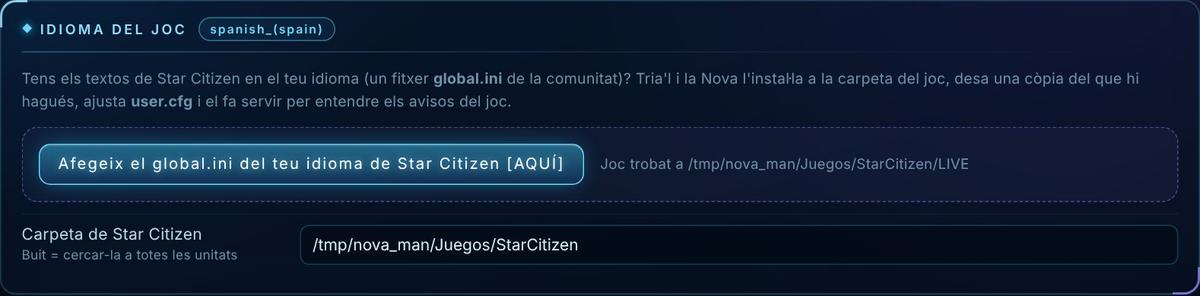 IDIOMA DEL JOC spanish_(spain)
Tens els textos de Star Citizen en el teu idioma (un fitxer global.ini de la comunitat)? Tria'l i la Nova l'instal·la a la carpeta del joc, desa una còpia del que hi
hagués, ajusta user.cfg i el fa servir per entendre els avisos del joc.
Afegeix el global.ini del teu idioma de Star Citizen [AQUÍ] Joc trobat a /tmp/nova_man/Juegos/StarCitizen/LIVE
Carpeta de Star Citizen
Buit = cercar-la a totes les unitats
/tmp/nova_man/Juegos/StarCitizen